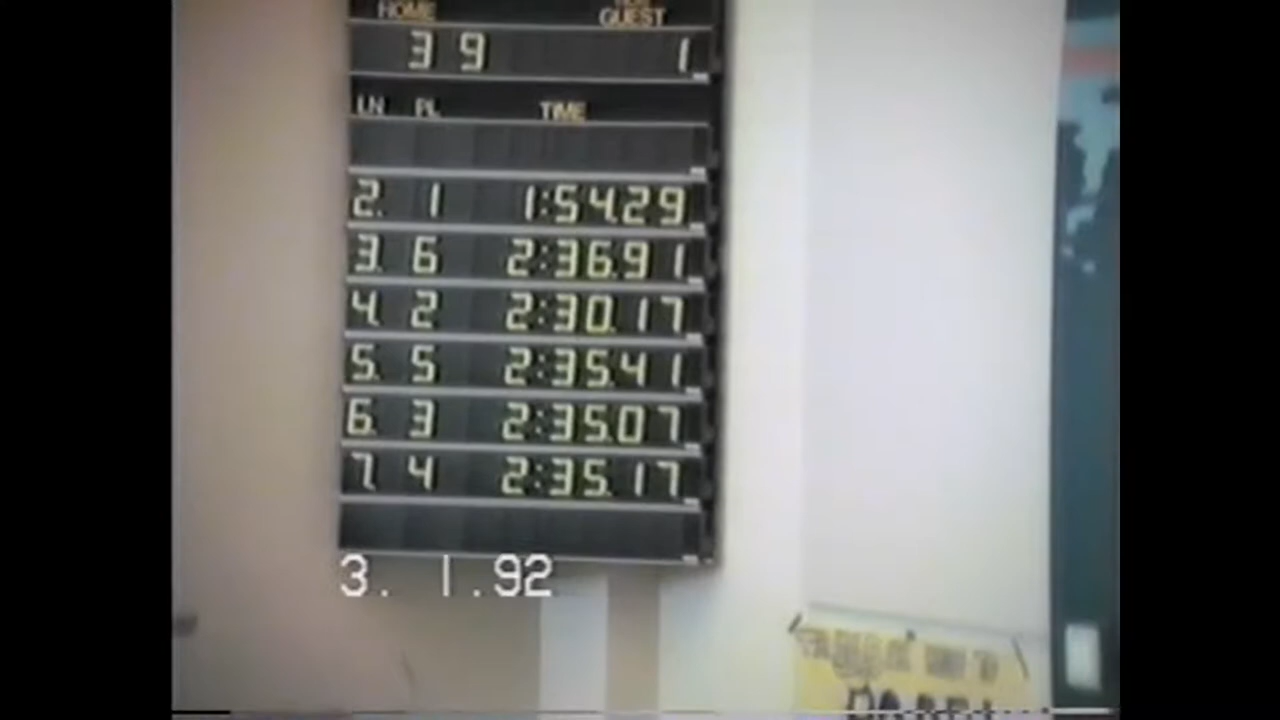 HOME GUEST
39 1
LN PL TIME
2. 1 1:54.29
3. 6 2:36.91
4. 2 2:30.17
5. 5 2:35.41
6. 3 2:35.07
7. 4 2:35.17
3. 1.92